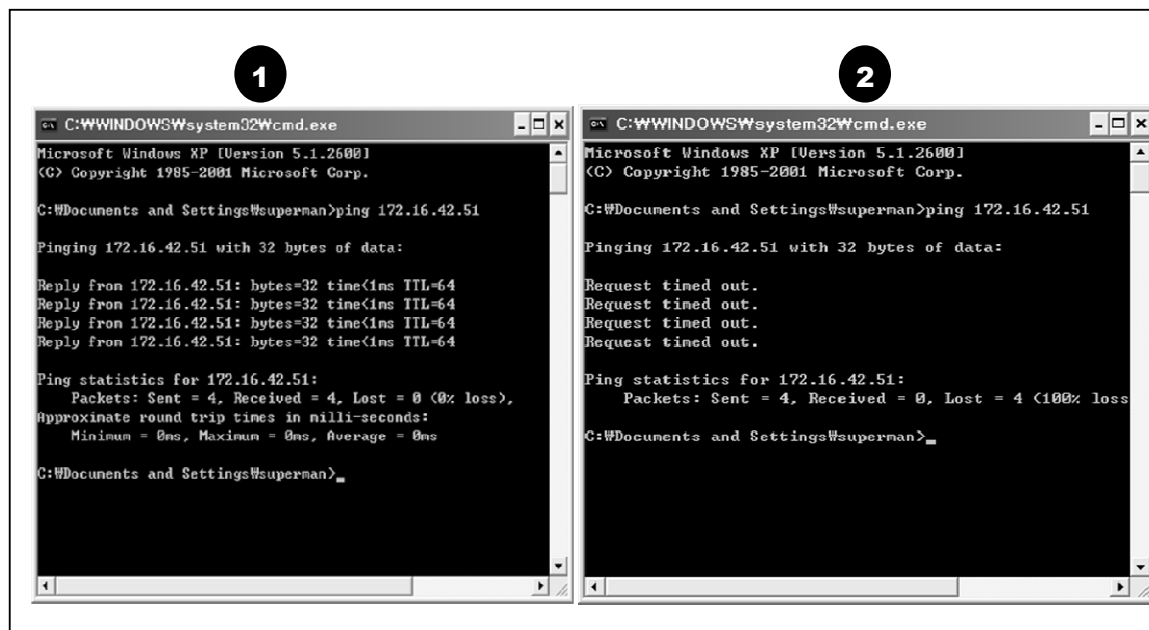 1
C:₩WINDOWS₩system32₩cmd.exe
Microsoft Windows XP [Version 5.1.2600]
(C) Copyright 1985-2001 Microsoft Corp.
C:₩Documents and Settings₩superman>ping 172.16.42.51
Pinging 172.16.42.51 with 32 bytes of data:
Reply from 172.16.42.51: bytes=32 time<1ms TTL=64
Reply from 172.16.42.51: bytes=32 time<1ms TTL=64
Reply from 172.16.42.51: bytes=32 time<1ms TTL=64
Reply from 172.16.42.51: bytes=32 time<1ms TTL=64
Ping statistics for 172.16.42.51:
Packets: Sent = 4, Received = 4, Lost = 0 (0% loss),
Approximate round trip times in milli-seconds:
Minimum = 0ms, Maximum = 0ms, Average = 0ms
C:₩Documents and Settings₩superman>_
2
C:₩WINDOWS₩system32₩cmd.exe
Microsoft Windows XP [Version 5.1.2600]
(C) Copyright 1985-2001 Microsoft Corp.
C:₩Documents and Settings₩superman>ping 172.16.42.51
Pinging 172.16.42.51 with 32 bytes of data:
Request timed out.
Request timed out.
Request timed out.
Request timed out.
Ping statistics for 172.16.42.51:
Packets: Sent = 4, Received = 0, Lost = 4 (100% loss
C:₩Documents and Settings₩superman>_